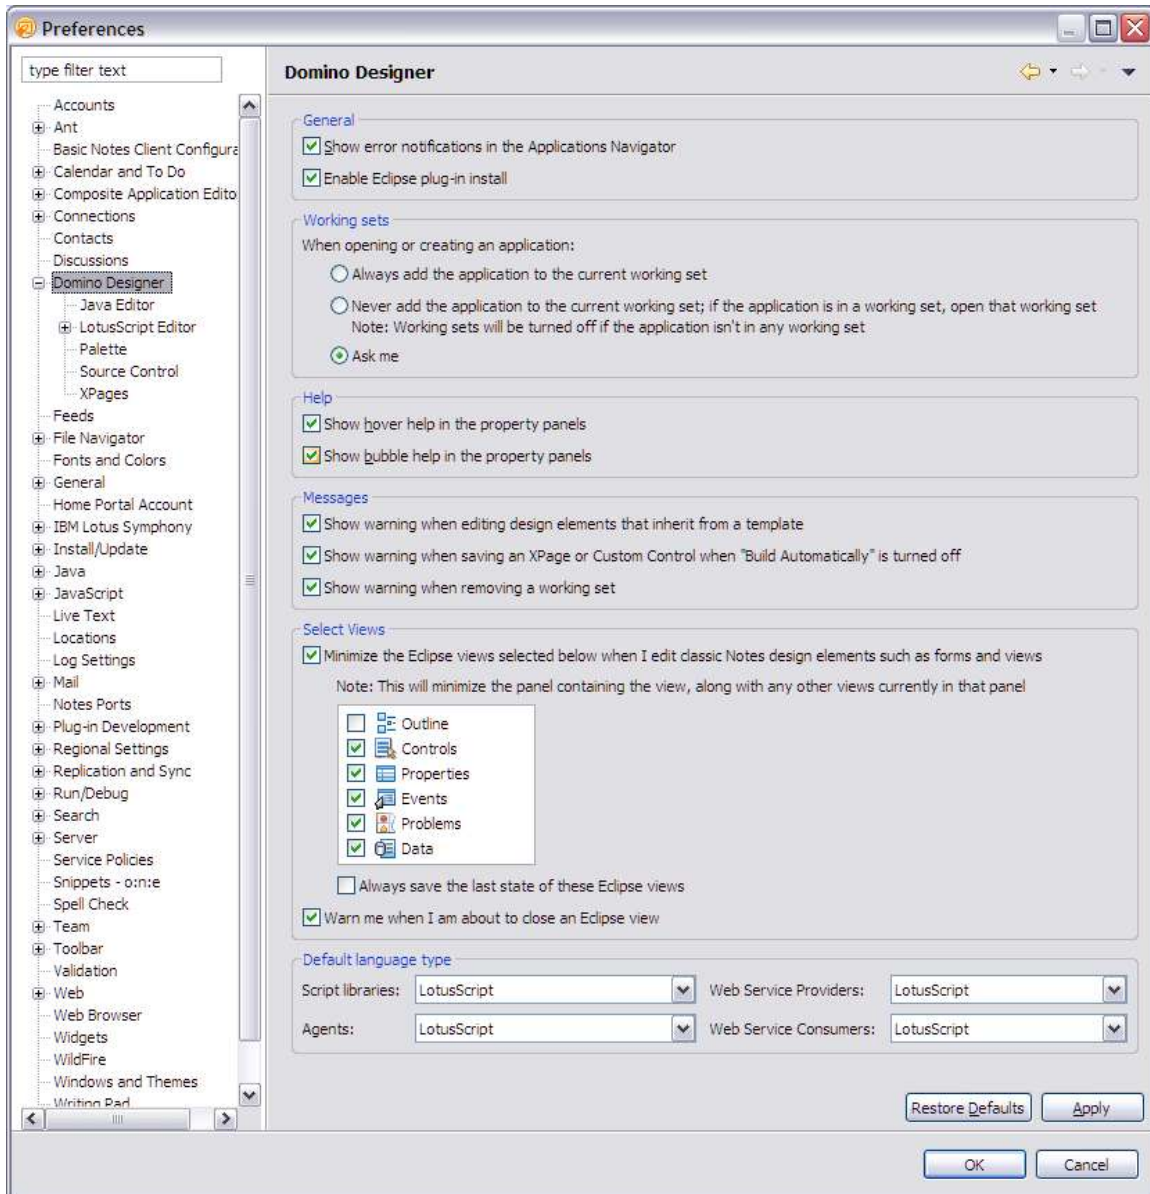 Preferences
type filter text
Accounts
Ant
Basic Notes Client Configura
Calendar and To Do
Composite Application Edito
Connections
Contacts
Discussions
Domino Designer
Java Editor
LotusScript Editor
Palette
Source Control
XPages
Feeds
File Navigator
Fonts and Colors
General
Home Portal Account
IBM Lotus Symphony
Install/Update
Java
JavaScript
Live Text
Locations
Log Settings
Mail
Notes Ports
Plug-in Development
Regional Settings
Replication and Sync
Run/Debug
Search
Server
Service Policies
Snippets - o:n:e
Spell Check
Team
Toolbar
Validation
Web
Web Browser
Widgets
WildFire
Windows and Themes
Writing Pad
Domino Designer
General
Show error notifications in the Applications Navigator
Enable Eclipse plug-in install
Working sets
When opening or creating an application:
Always add the application to the current working set
Never add the application to the current working set; if the application is in a working set, open that working set
Note: Working sets will be turned off if the application isn't in any working set
Ask me
Help
Show hover help in the property panels
Show bubble help in the property panels
Messages
Show warning when editing design elements that inherit from a template
Show warning when saving an XPage or Custom Control when "Build Automatically" is turned off
Show warning when removing a working set
Select Views
Minimize the Eclipse views selected below when I edit classic Notes design elements such as forms and views
Note: This will minimize the panel containing the view, along with any other views currently in that panel
Outline
Controls
Properties
Events
Problems
Data
Always save the last state of these Eclipse views
Warn me when I am about to close an Eclipse view
Default language type
Script libraries: LotusScript Web Service Providers: LotusScript
Agents: LotusScript Web Service Consumers: LotusScript
Restore Defaults Apply
OK Cancel